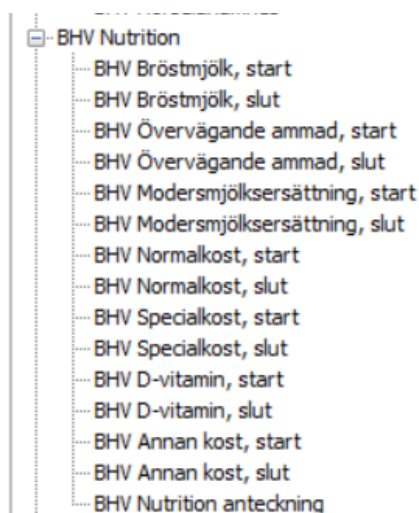 BHV Nutrition
BHV Bröstmjölk, start
BHV Bröstmjölk, slut
BHV Övervägande ammad, start
BHV Övervägande ammad, slut
BHV Modersmjölksersättning, start
BHV Modersmjölksersättning, slut
BHV Normalkost, start
BHV Normalkost, slut
BHV Specialkost, start
BHV Specialkost, slut
BHV D-vitamin, start
BHV D-vitamin, slut
BHV Annan kost, start
BHV Annan kost, slut
BHV Nutrition anteckning